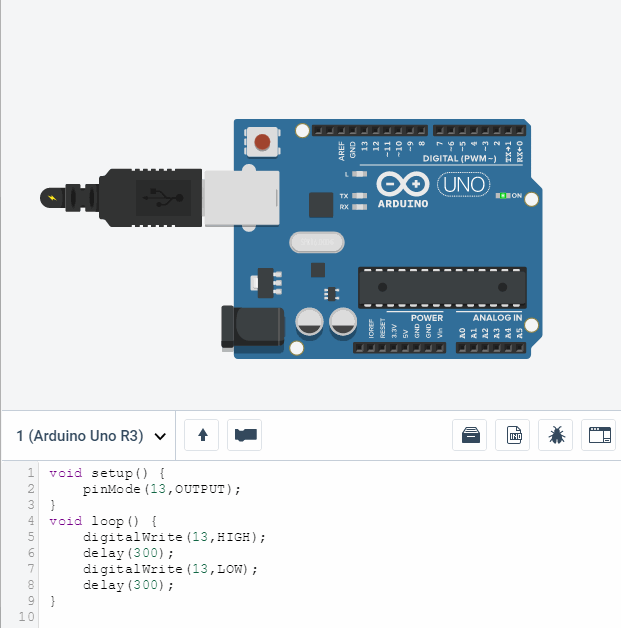 AREF
GND
13
12
~11
~10
~9
8
7
~6
~5
4
~3
2
TX→1
RX←0
DIGITAL (PWM~)
L
TX
RX
ARDUINO
UNO
ON
POWER
ANALOG IN
IOREF
RESET
3.3V
5V
GND
GND
Vin
A0
A1
A2
A3
A4
A5
1 (Arduino Uno R3)
1 void setup() {
2     pinMode(13,OUTPUT);
3 }
4 void loop() {
5     digitalWrite(13,HIGH);
6     delay(300);
7     digitalWrite(13,LOW);
8     delay(300);
9 }
10